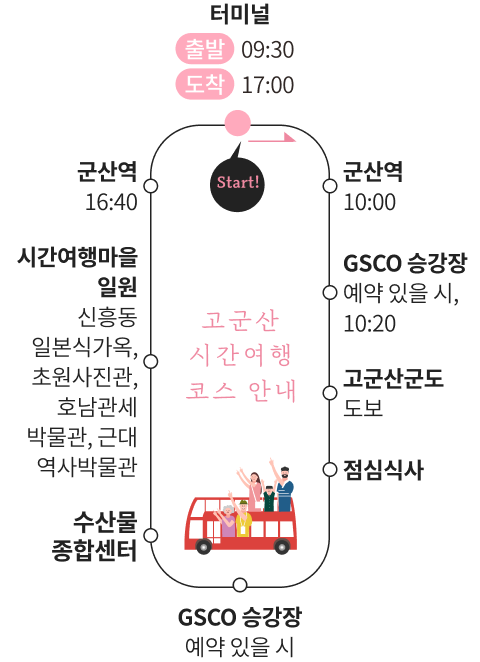 터미널
출발 09:30
도착 17:00
Start!
군산역
10:00
GSCO 승강장
예약 있을 시,
10:20
고군산군도
도보
점심식사
GSCO 승강장
예약 있을 시
수산물
종합센터
시간여행마을
일원
신흥동
일본식가옥,
초원사진관,
호남관세
박물관, 근대
역사박물관
군산역
16:40
고군산
시간여행
코스 안내